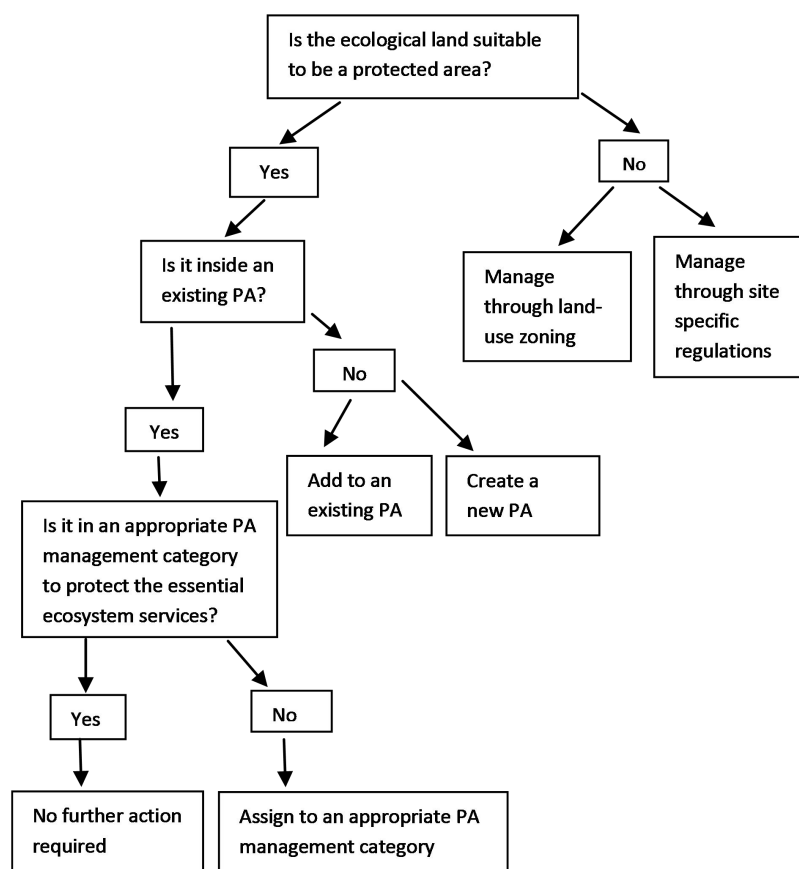 Is the ecological land suitable
to be a protected area?
Yes
No
Is it inside an
existing PA?
Manage
through land-
use zoning
Manage
through site
specific
regulations
No
Yes
Add to an
existing PA
Create a
new PA
Is it in an appropriate PA
management category
to protect the essential
ecosystem services?
Yes
No
No further action
required
Assign to an appropriate PA
management category